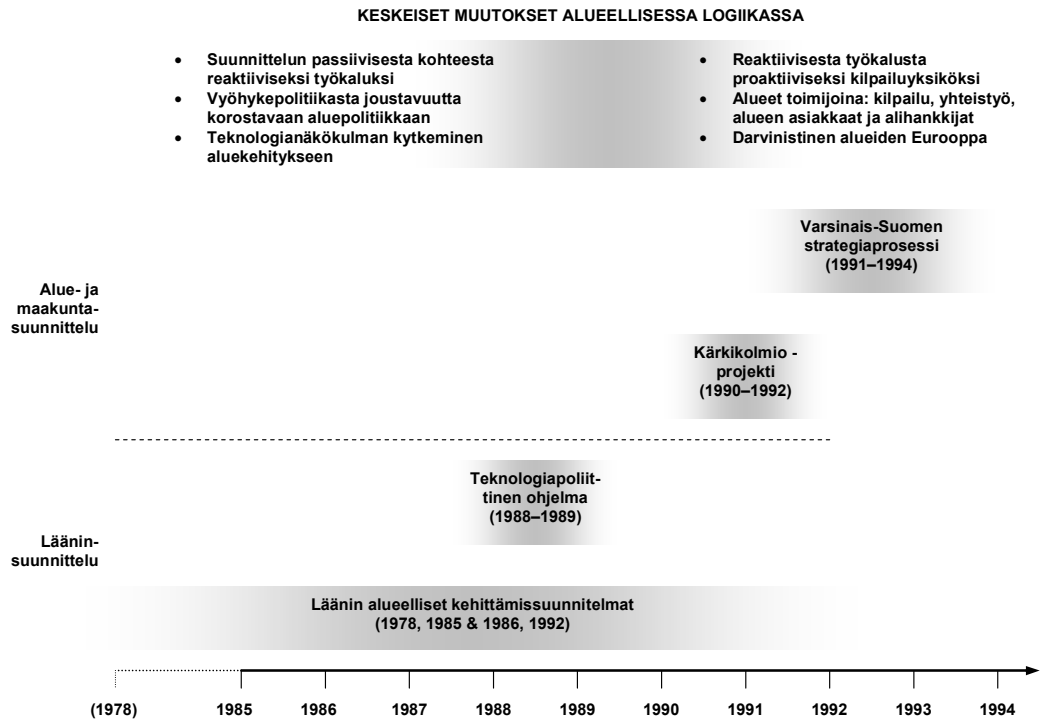 KESKEISET MUUTOKSET ALUEELLISESSA LOGIIKASSA
• Suunnittelun passiivisesta kohteesta
reaktiiviseksi työkaluksi
• Vyöhykepolitiikasta joustavuutta
korostavaan aluepolitiikkaan
• Teknologianäkökulman kytkeminen
aluekehitykseen
• Reaktiivisesta työkalusta
proaktiiviseksi kilpailuyksiköksi
• Alueet toimijoina: kilpailu, yhteistyö,
alueen asiakkaat ja alihankkijat
• Darvinistinen alueiden Eurooppa
Varsinais-Suomen
strategiaprosessi
(1991–1994)
Alue- ja
maakunta-
suunnittelu
Kärkikolmio -
projekti
(1990–1992)
Teknologiapoliit-
tinen ohjelma
(1988–1989)
Läänin-
suunnittelu
Läänin alueelliset kehittämissuunnitelmat
(1978, 1985 & 1986, 1992)
(1978) 1985 1986 1987 1988 1989 1990 1991 1992 1993 1994